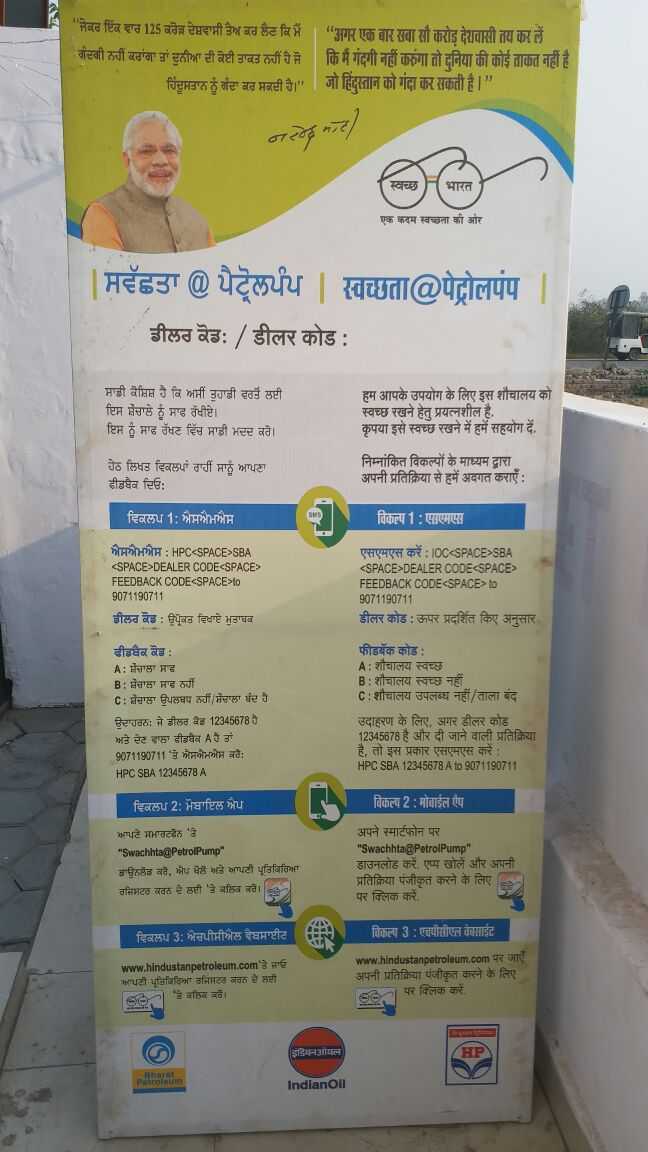 "ਜੇਕਰ ਇੱਕ ਵਾਰ 125 ਕਰੋੜ ਦੇਸ਼ਵਾਸੀ ਤੈਅ ਕਰ ਲੈਣ ਕਿ ਮੈਂ
ਗੰਦਗੀ ਨਹੀਂ ਕਰਾਂਗਾ ਤਾਂ ਦੁਨੀਆ ਦੀ ਕੋਈ ਤਾਕਤ ਨਹੀਂ ਹੈ ਜੋ
ਹਿੰਦੁਸਤਾਨ ਨੂੰ ਗੰਦਾ ਕਰ ਸਕਦੀ ਹੈ।"
"अगर एक बार सवा सौ करोड़ देशवासी तय कर लें
कि मैं गंदगी नहीं करुंगा तो दुनिया की कोई ताकत नहीं है
जो हिंदुस्तान को गंदा कर सकती है।"
स्वच्छ भारत
एक कदम स्वच्छता की ओर
ਸਵੱਛਤਾ @ ਪੈਟ੍ਰੋਲਪੰਪ | स्वच्छता@पेट्रोलपंप
ਡੀਲਰ ਕੋਡ: / डीलर कोड :
ਸਾਡੀ ਕੋਸ਼ਿਸ਼ ਹੈ ਕਿ ਅਸੀਂ ਤੁਹਾਡੀ ਵਰਤੋਂ ਲਈ
ਇਸ ਸ਼ੌਚਾਲੇ ਨੂੰ ਸਾਫ ਰੱਖੀਏ।
ਇਸ ਨੂੰ ਸਾਫ ਰੱਖਣ ਵਿੱਚ ਸਾਡੀ ਮਦਦ ਕਰੋ।
ਹੇਠ ਲਿਖਤ ਵਿਕਲਪਾਂ ਰਾਹੀਂ ਸਾਨੂੰ ਆਪਣਾ
ਫੀਡਬੈਕ ਦਿਓ:
हम आपके उपयोग के लिए इस शौचालय को
स्वच्छ रखने हेतु प्रयत्नशील है.
कृपया इसे स्वच्छ रखने में हमें सहयोग दें.
निम्नांकित विकल्पों के माध्यम द्वारा
अपनी प्रतिक्रिया से हमें अवगत कराएँ :
ਵਿਕਲਪ 1: ਐਸਐਮਐਸ
SMS
विकल्प 1 : एसएमएस
ਐਸਐਮਐਸ : HPC<SPACE>SBA
<SPACE>DEALER CODE<SPACE>
FEEDBACK CODE<SPACE>to
9071190711
ਡੀਲਰ ਕੋਡ : ਉਪ੍ਰੋਕਤ ਵਿਖਾਏ ਮੁਤਾਬਕ
ਫੀਡਬੈਕ ਕੋਡ :
A : ਸ਼ੌਚਾਲਾ ਸਾਫ
B : ਸ਼ੌਚਾਲਾ ਸਾਫ ਨਹੀਂ
C : ਸ਼ੌਚਾਲਾ ਉਪਲਬਧ ਨਹੀਂ/ਸ਼ੌਚਾਲਾ ਬੰਦ ਹੈ
ਉਦਾਹਰਨ: ਜੇ ਡੀਲਰ ਕੋਡ 12345678 ਹੈ
ਅਤੇ ਦੇਣ ਵਾਲਾ ਫੀਡਬੈਕ A ਹੈ ਤਾਂ
9071190711 'ਤੇ ਐਸਐਮਐਸ ਕਰੋ:
HPC SBA 12345678 A
एसएमएस करें : IOC<SPACE>SBA
<SPACE>DEALER CODE<SPACE>
FEEDBACK CODE<SPACE> to
9071190711
डीलर कोड : ऊपर प्रदर्शित किए अनुसार.
फीडबॅक कोड :
A : शौचालय स्वच्छ
B : शौचालय स्वच्छ नहीं
C : शौचालय उपलब्ध नहीं/ताला बंद
उदाहरण के लिए, अगर डीलर कोड
12345678 है और दी जाने वाली प्रतिक्रिया
है, तो इस प्रकार एसएमएस करें :
HPC SBA 12345678 A to 9071190711
ਵਿਕਲਪ 2: ਮੋਬਾਇਲ ਐਪ
विकल्प 2 : मोबाईल ऐप
ਆਪਣੇ ਸਮਾਰਟਫੋਨ 'ਤੇ
"Swachhta@PetrolPump"
ਡਾਊਨਲੋਡ ਕਰੋ, ਐਪ ਖੋਲੋ ਅਤੇ ਆਪਣੀ ਪ੍ਰਤਿਕਿਰਿਆ
ਰਜਿਸਟਰ ਕਰਨ ਦੇ ਲਈ 'ਤੇ ਕਲਿਕ ਕਰੋ।
अपने स्मार्टफोन पर
"Swachhta@PetrolPump"
डाउनलोड करें. एप्प खोलें और अपनी
प्रतिक्रिया पंजीकृत करने के लिए
पर क्लिक करें.
ਵਿਕਲਪ 3: ਐਚਪੀਸੀਐਲ ਵੈਬਸਾਈਟ
विकल्प 3 : एचपीसीएल वेबसाईट
www.hindustanpetroleum.com'ਤੇ ਜਾਓ
ਆਪਣੀ ਪ੍ਰਤਿਕਿਰਿਆ ਰਜਿਸਟਰ ਕਰਨ ਦੇ ਲਈ
'ਤੇ ਕਲਿਕ ਕਰੋ।
www.hindustanpetroleum.com पर जाएँ
अपनी प्रतिक्रिया पंजीकृत करने के लिए
पर क्लिक करें.
Bharat
Petroleum
इंडियनऑयल
IndianOil
HP